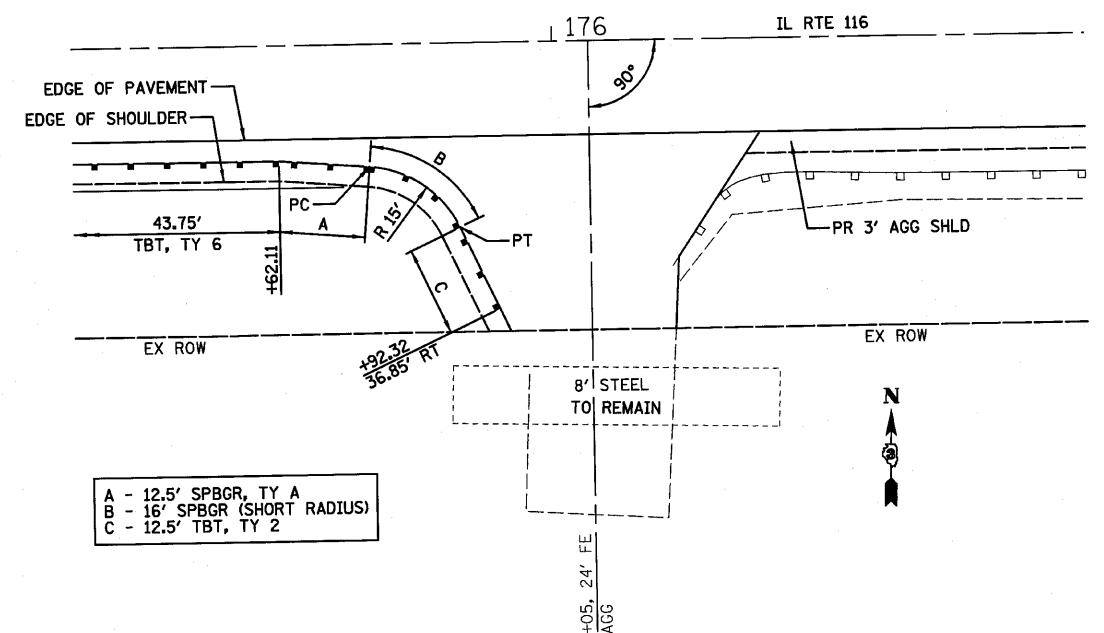 176
IL RTE 116
90°
EDGE OF PAVEMENT
EDGE OF SHOULDER
B
PC
43.75'
TBT, TY 6
A
R 15'
PT
PR 3' AGG SHLD
+62.11
C
EX ROW
EX ROW
+92.32
36.85' RT
8' STEEL
TO REMAIN
N
A - 12.5' SPBGR, TY A
B - 16' SPBGR (SHORT RADIUS)
C - 12.5' TBT, TY 2
+05, 24' FE
AGG